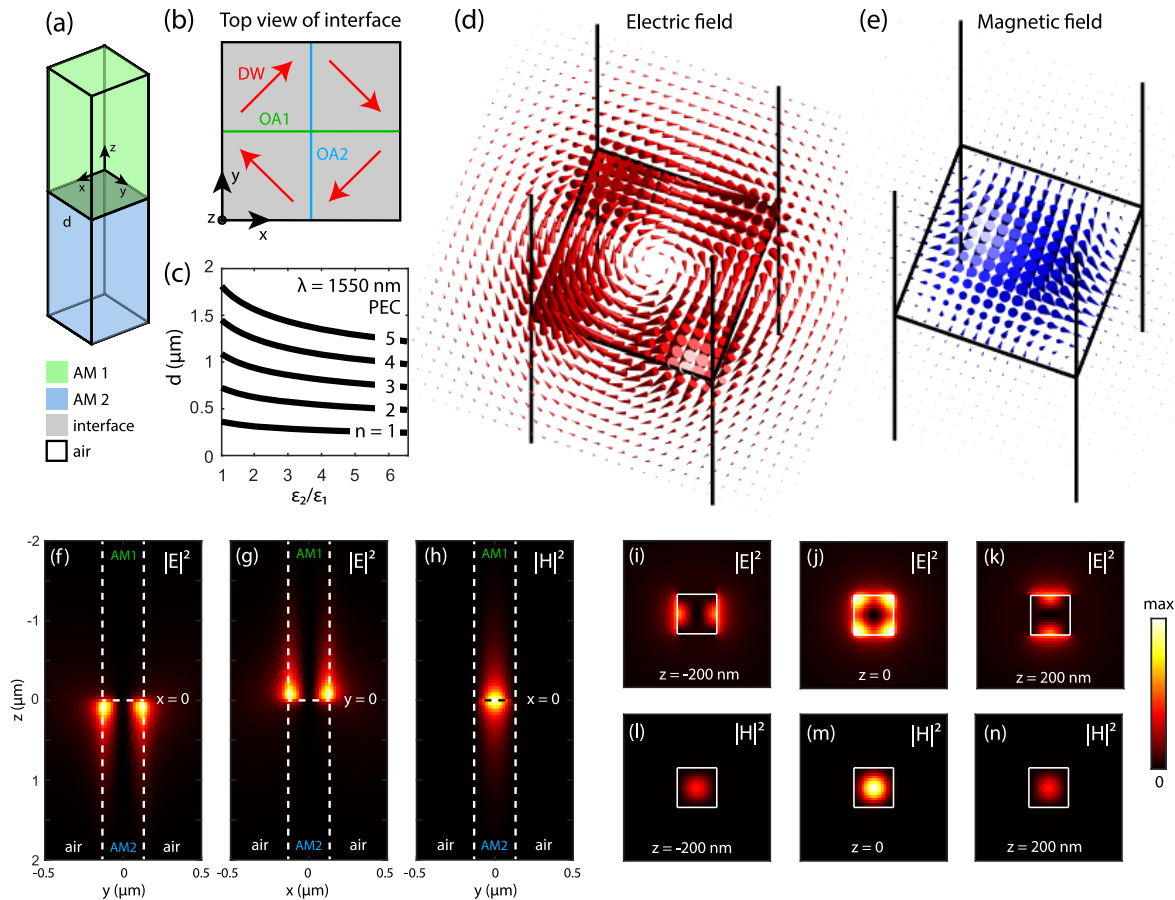 (a)
z
x
y
d
AM 1
AM 2
interface
air
(b)
Top view of interface
DW
OA1
OA2
y
z
x
(c)
2
1.5
1
0.5
0
d (μm)
λ = 1550 nm
PEC
5
4
3
2
n = 1
1 2 3 4 5 6
ε₂/ε₁
(d)
Electric field
(e)
Magnetic field
(f)
AM1
|E|²
-2
-1
0
1
2
z (μm)
x = 0
air
AM2
air
-0.5 0 0.5
y (μm)
(g)
AM1
|E|²
y = 0
air
AM2
air
-0.5 0 0.5
x (μm)
(h)
AM1
|H|²
x = 0
air
AM2
air
-0.5 0 0.5
y (μm)
(i)
|E|²
z = -200 nm
(j)
|E|²
z = 0
(k)
|E|²
z = 200 nm
(l)
|H|²
z = -200 nm
(m)
|H|²
z = 0
(n)
|H|²
z = 200 nm
max
0